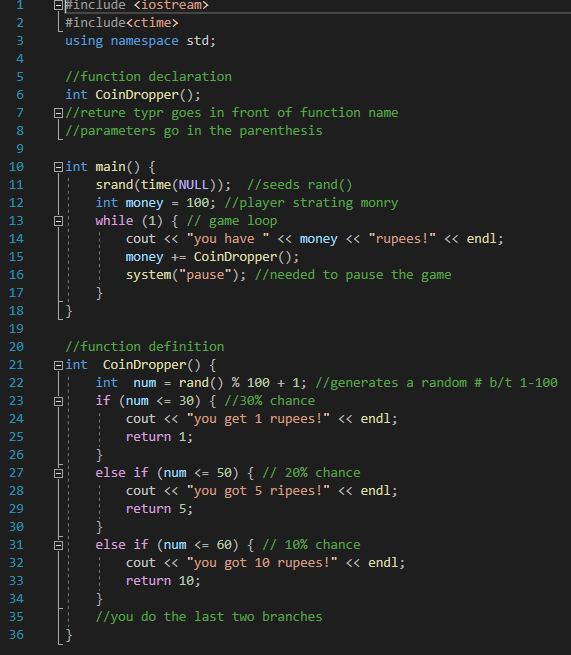 1 #include <iostream>
2 #include<ctime>
3 using namespace std;
4
5 //function declaration
6 int CoinDropper();
7 //reture typr goes in front of function name
8 //parameters go in the parenthesis
9
10 int main() {
11 srand(time(NULL)); //seeds rand()
12 int money = 100; //player strating monry
13 while (1) { // game loop
14 cout << "you have " << money << "rupees!" << endl;
15 money += CoinDropper();
16 system("pause"); //needed to pause the game
17 }
18 }
19
20 //function definition
21 int CoinDropper() {
22 int num = rand() % 100 + 1; //generates a random # b/t 1-100
23 if (num <= 30) { //30% chance
24 cout << "you get 1 rupees!" << endl;
25 return 1;
26 }
27 else if (num <= 50) { // 20% chance
28 cout << "you got 5 ripees!" << endl;
29 return 5;
30 }
31 else if (num <= 60) { // 10% chance
32 cout << "you got 10 rupees!" << endl;
33 return 10;
34 }
35 //you do the last two branches
36 }